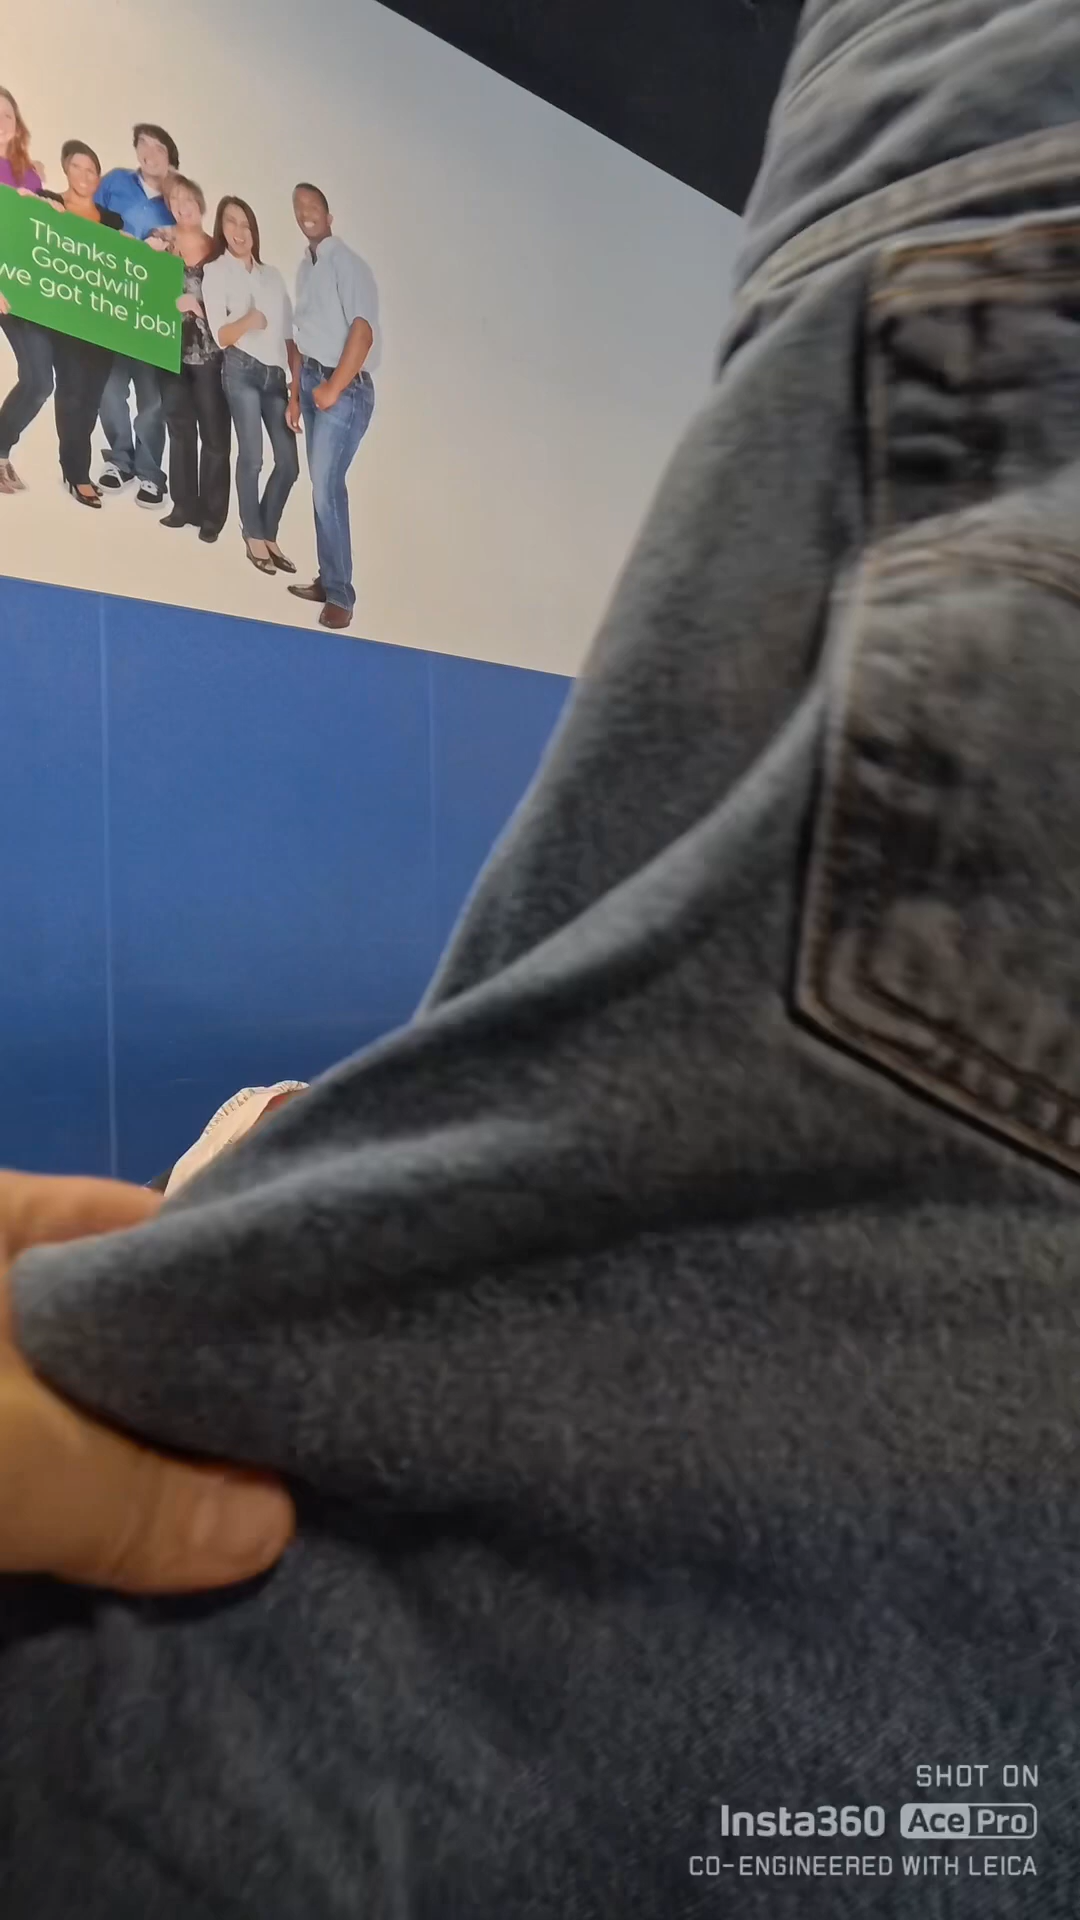 Thanks to
Goodwill,
we got the job!
SHOT ON
Insta360 Ace Pro
CO-ENGINEERED WITH LEICA